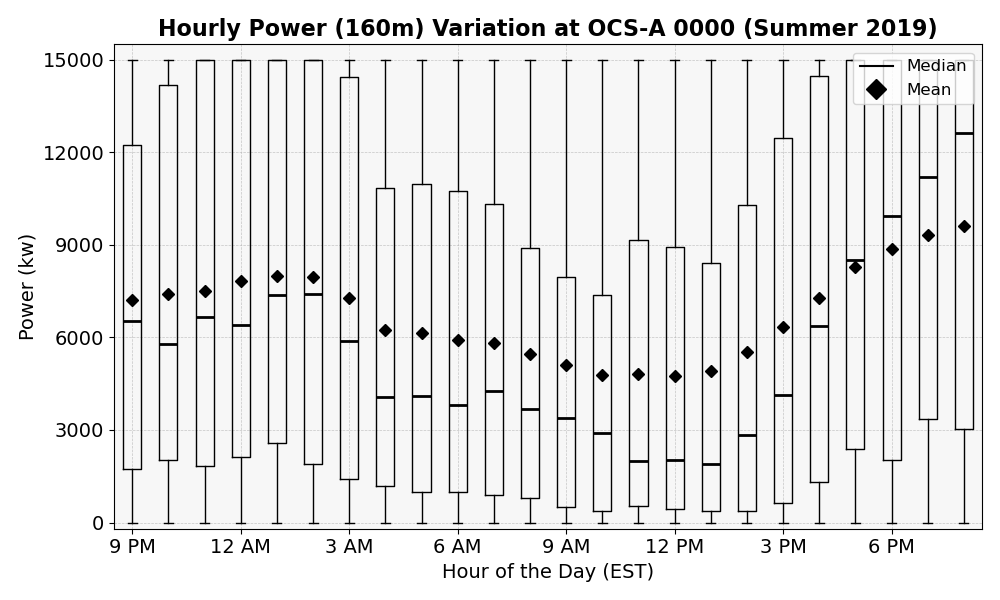 Hourly Power (160m) Variation at OCS-A 0000 (Summer 2019)
15000
12000
9000
6000
3000
0
Power (kw)
Median
Mean
9 PM
12 AM
3 AM
6 AM
9 AM
12 PM
3 PM
6 PM
Hour of the Day (EST)